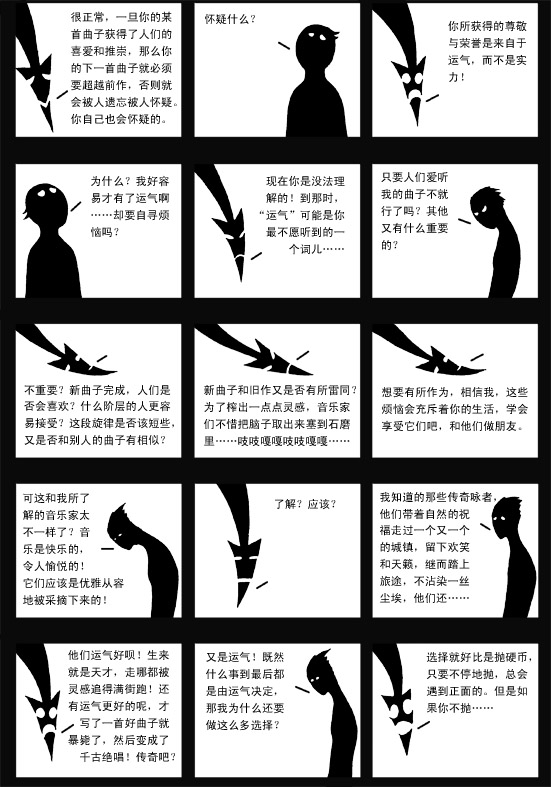 很正常，一旦你的某
首曲子获得了人们的
喜爱和推崇，那么你
的下一首曲子就必须
要超越前作，否则就
会被人遗忘被人怀疑。
你自己也会怀疑的。
怀疑什么？
你所获得的尊敬
与荣誉是来自于
运气，而不是实
力！
为什么？我好容
易才有了运气啊
……却要自寻烦
恼吗？
现在你是没法理
解的！到那时，
“运气”可能是你
最不愿听到的一
个词儿……
只要人们爱听
我的曲子不就
行了吗？其他
又有什么重要
的？
不重要？新曲子完成，人们是
否会喜欢？什么阶层的人更容
易接受？这段旋律是否该短些，
又是否和别人的曲子有相似？
新曲子和旧作又是否有所雷同？
为了榨出一点点灵感，音乐家
们不惜把脑子取出来塞到石磨
里……吱吱嘎嘎吱吱嘎嘎……
想要有所作为，相信我，这些
烦恼会充斥着你的生活，学会
享受它们吧，和他们做朋友。
可这和我所了
解的音乐家太
不一样了？音
乐是快乐的，
令人愉悦的！
它们应该是优雅从容
地被采摘下来的！
了解？应该？
我知道的那些传奇咏者，
他们带着自然的祝
福走过一个又一个
的城镇，留下欢笑
和天籁，继而踏上
旅途，不沾染一丝
尘埃，他们还……
他们运气好呗！生来
就是天才，走哪都被
灵感追得满街跑！还
有运气更好的呢，才
写了一首好曲子就
暴毙了，然后变成了
千古绝唱！传奇吧？
又是运气！既然
什么事到最后都
是由运气决定，
那我为什么还要
做这么多选择？
选择就好比是抛硬币，
只要不停地抛，总会
遇到正面的。但是如
果你不抛……